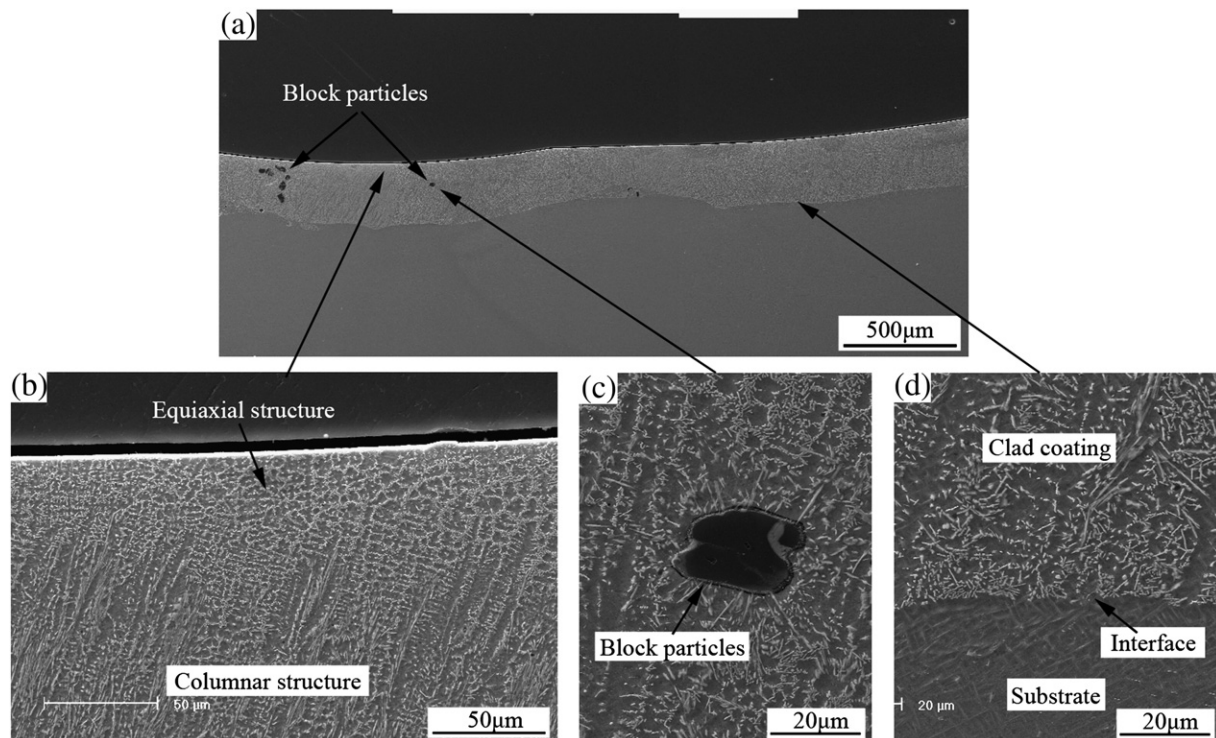 (a)
Block particles
500μm
(b)
Equiaxial structure
Columnar structure
50 μm
50μm
(c)
Block particles
20μm
(d)
Clad coating
Interface
Substrate
20 μm
20μm